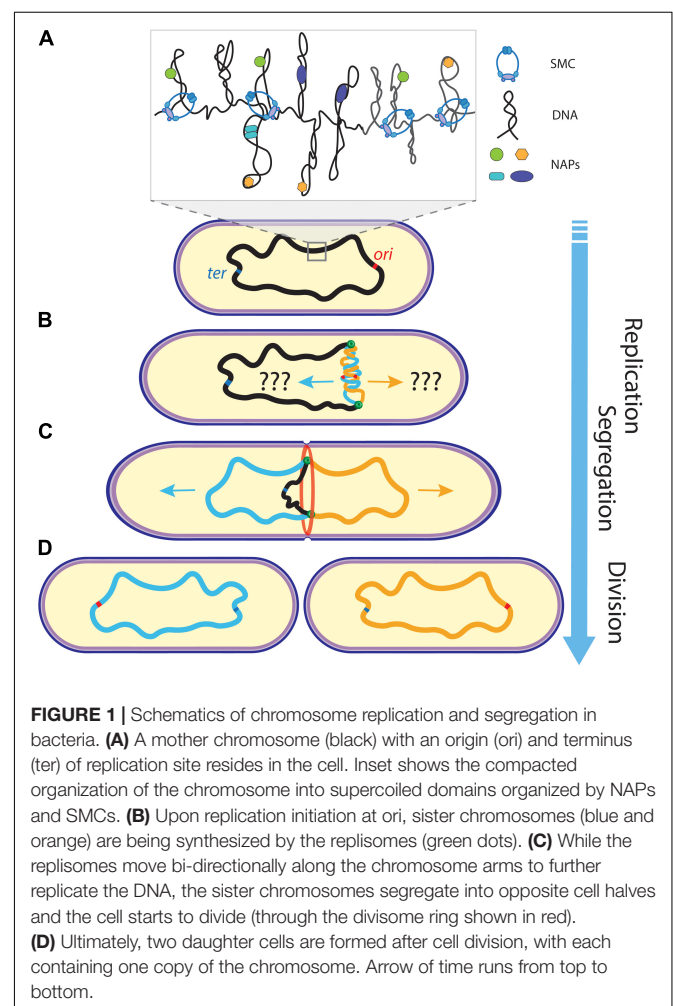 A
SMC
DNA
NAPs
ori
ter
B
??? ???
C
D
Replication
Segregation
Division
FIGURE 1 | Schematics of chromosome replication and segregation in
bacteria. (A) A mother chromosome (black) with an origin (ori) and terminus
(ter) of replication site resides in the cell. Inset shows the compacted
organization of the chromosome into supercoiled domains organized by NAPs
and SMCs. (B) Upon replication initiation at ori, sister chromosomes (blue and
orange) are being synthesized by the replisomes (green dots). (C) While the
replisomes move bi-directionally along the chromosome arms to further
replicate the DNA, the sister chromosomes segregate into opposite cell halves
and the cell starts to divide (through the divisome ring shown in red).
(D) Ultimately, two daughter cells are formed after cell division, with each
containing one copy of the chromosome. Arrow of time runs from top to
bottom.